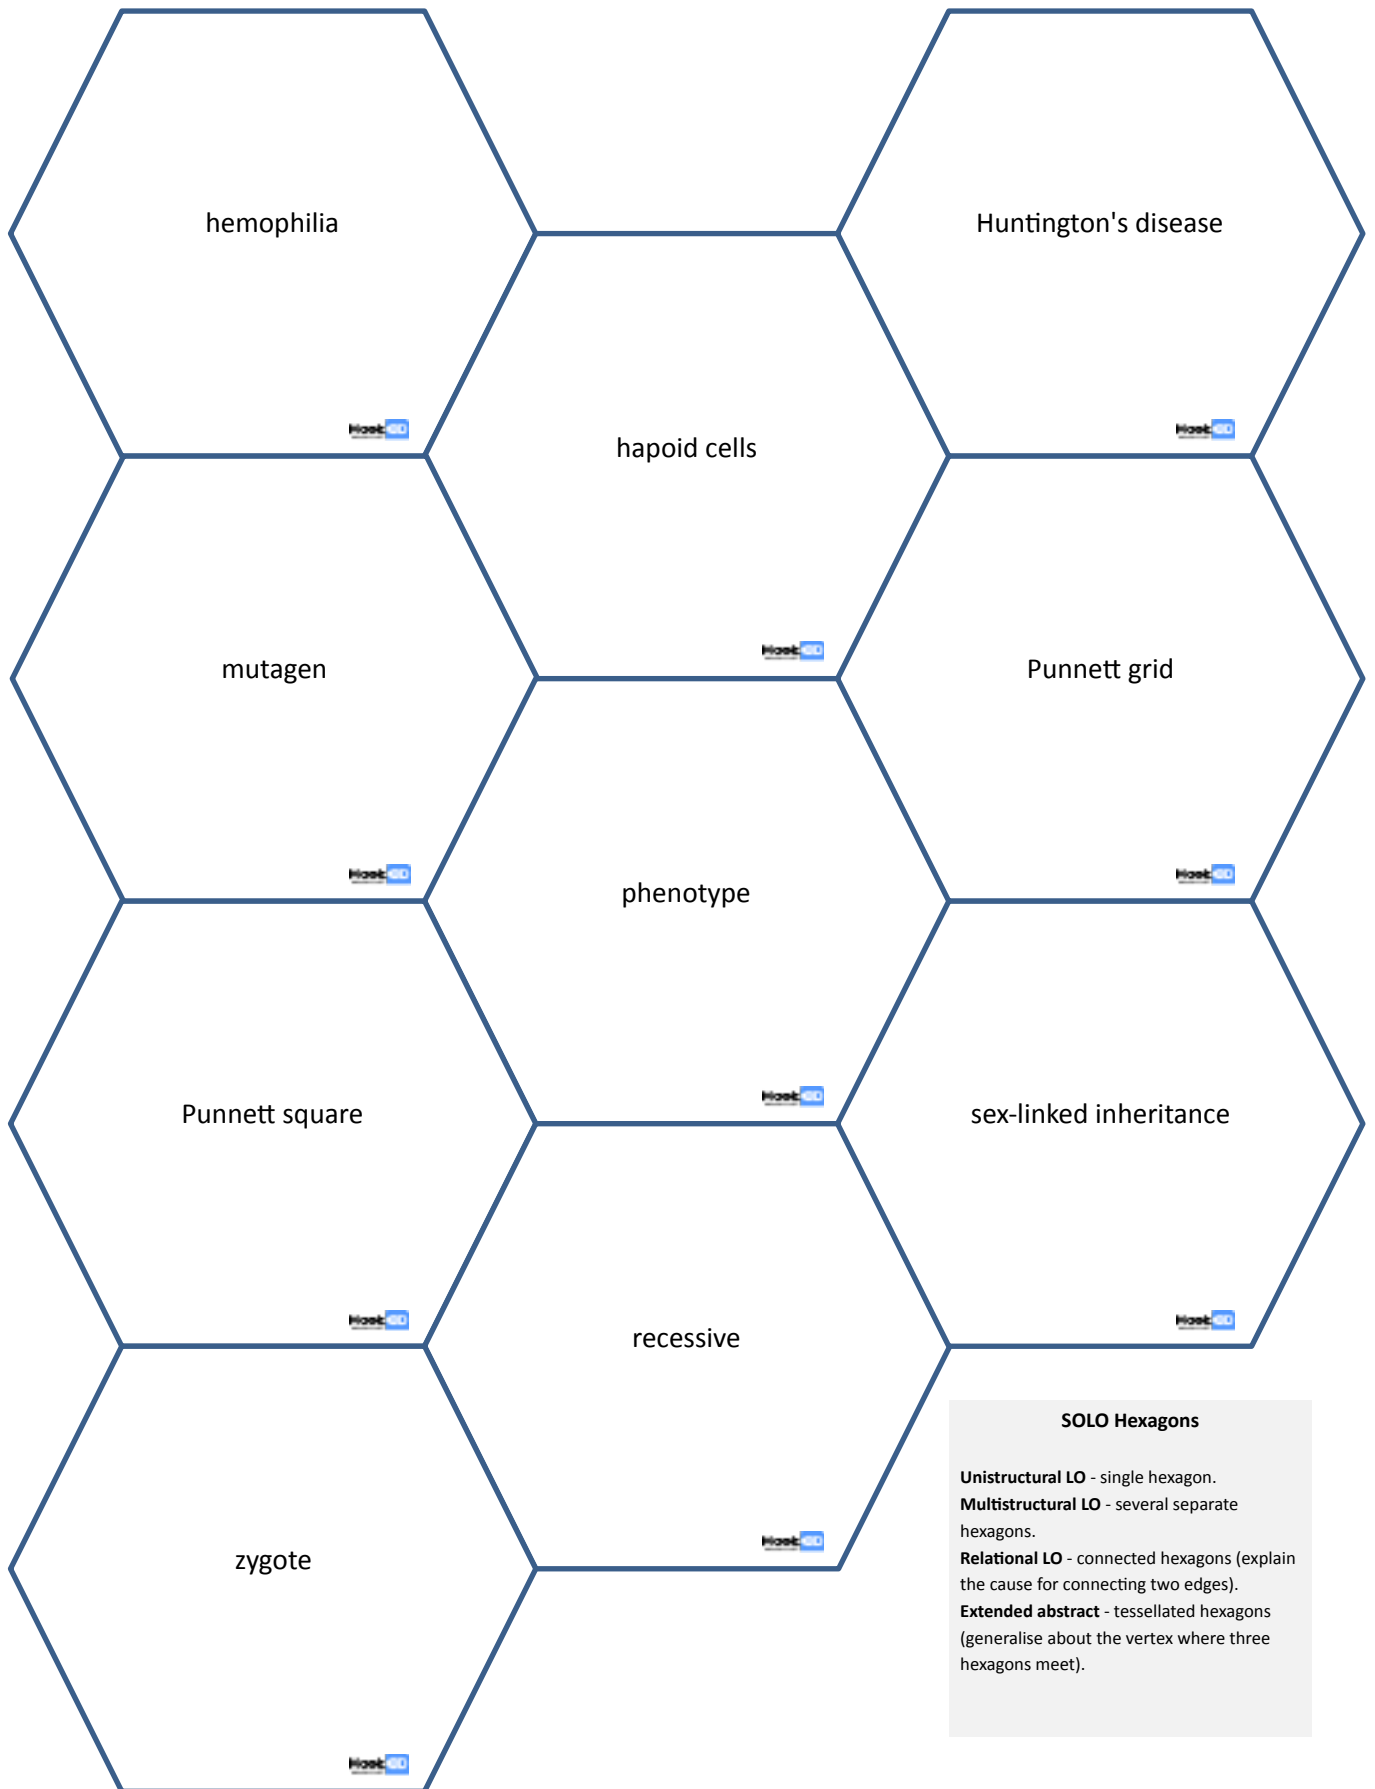 hemophilia
Huntington's disease
hapoid cells
mutagen
Punnett grid
phenotype
Punnett square
sex-linked inheritance
recessive
zygote
SOLO Hexagons
Unistructural LO - single hexagon.
Multistructural LO - several separate
hexagons.
Relational LO - connected hexagons (explain
the cause for connecting two edges).
Extended abstract - tessellated hexagons
(generalise about the vertex where three
hexagons meet).